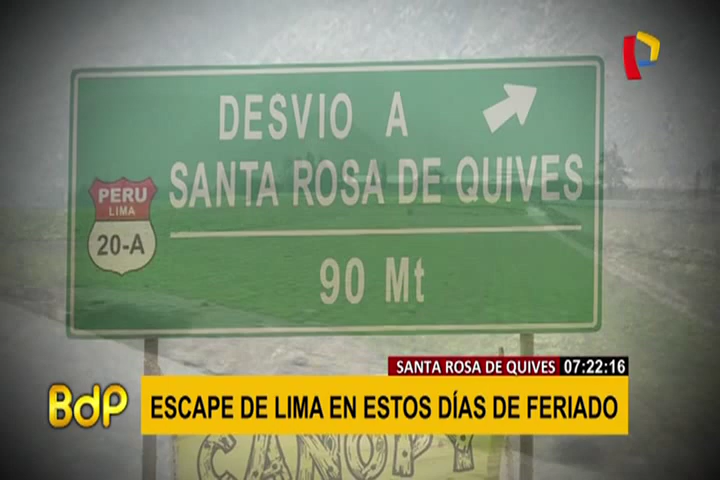 DESVIO A
SANTA ROSA DE QUIVES
PERU
LIMA
20-A
90 Mt
SANTA ROSA DE QUIVES 07:22:16
BdP
ESCAPE DE LIMA EN ESTOS DÍAS DE FERIADO
CANOPY